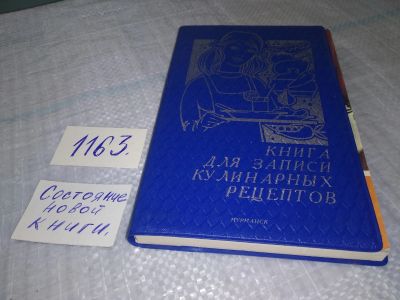 1163.
Состояние
новой
книги.
КНИГА
ДЛЯ ЗАПИСИ
КУЛИНАРНЫХ
РЕЦЕПТОВ
МУРМАНСК